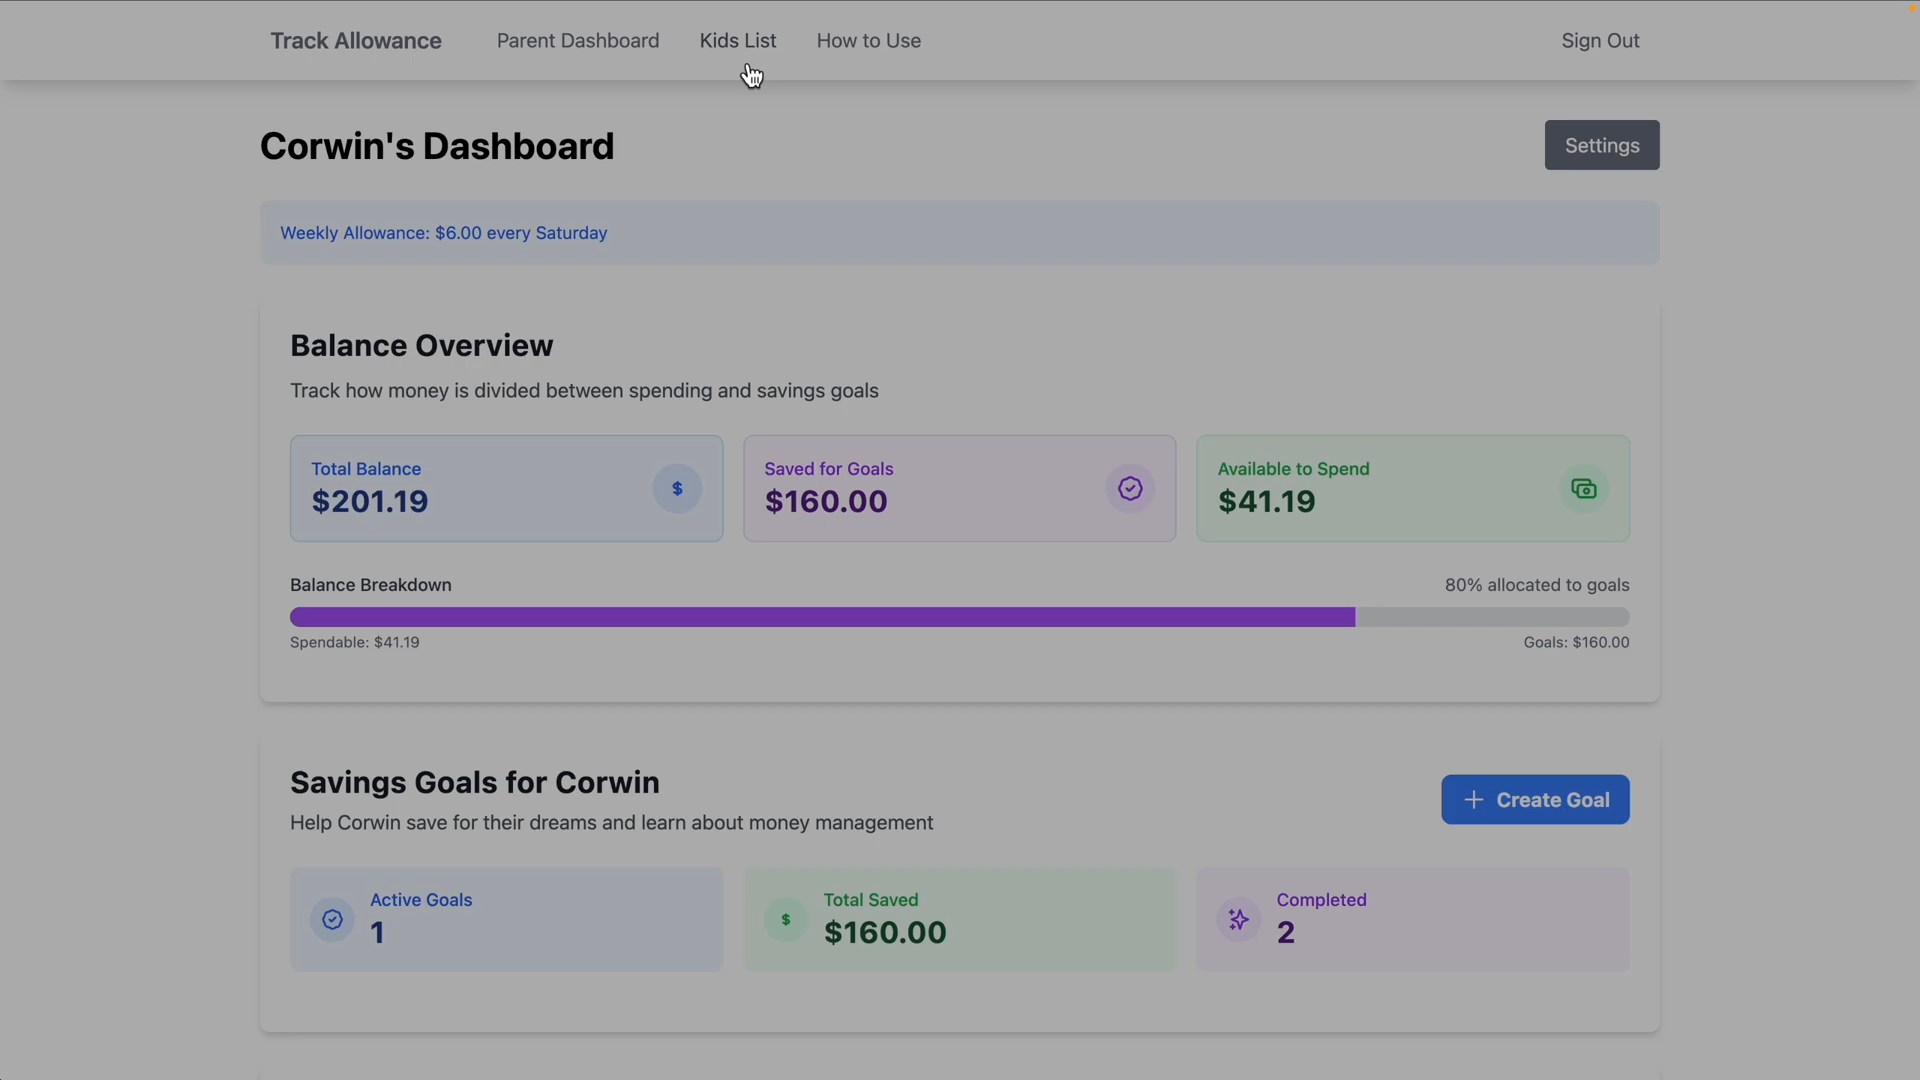 Track Allowance Parent Dashboard Kids List How to Use Sign Out
Corwin's Dashboard
Settings
Weekly Allowance: $6.00 every Saturday
Balance Overview
Track how money is divided between spending and savings goals
Total Balance
$201.19
$
Saved for Goals
$160.00
Available to Spend
$41.19
Balance Breakdown
80% allocated to goals
Spendable: $41.19
Goals: $160.00
Savings Goals for Corwin
Help Corwin save for their dreams and learn about money management
+ Create Goal
Active Goals
1
$
Total Saved
$160.00
Completed
2